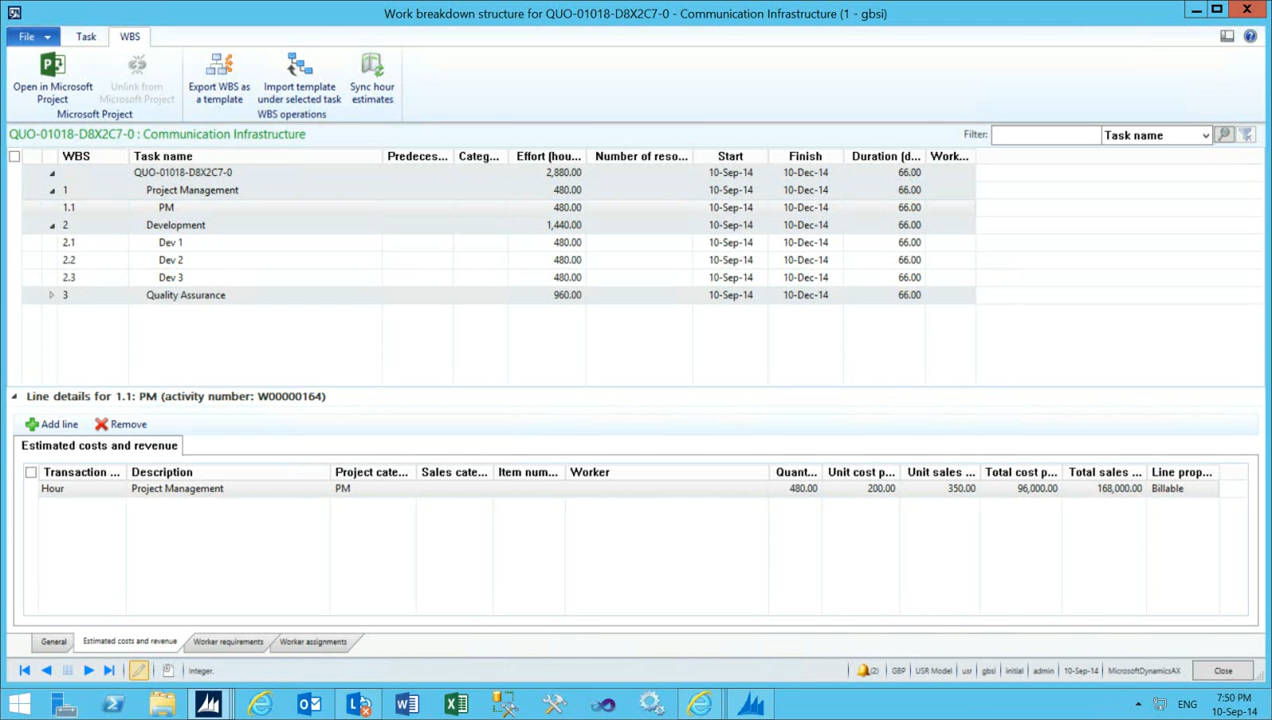 Work breakdown structure for QUO-01018-D8X2C7-0 - Communication Infrastructure (1 - gbsi)
File Task WBS
Open in Microsoft Project
Unlink from Microsoft Project
Export WBS as a template
Import template under selected task
Sync hour estimates
Microsoft Project WBS operations
QUO-01018-D8X2C7-0 : Communication Infrastructure Filter: Task name
WBS Task name Predeces... Categ... Effort (hou... Number of reso... Start Finish Duration (d... Work...
QUO-01018-D8X2C7-0 2,880.00 10-Sep-14 10-Dec-14 66.00
1 Project Management 480.00 10-Sep-14 10-Dec-14 66.00
1.1 PM 480.00 10-Sep-14 10-Dec-14 66.00
2 Development 1,440.00 10-Sep-14 10-Dec-14 66.00
2.1 Dev 1 480.00 10-Sep-14 10-Dec-14 66.00
2.2 Dev 2 480.00 10-Sep-14 10-Dec-14 66.00
2.3 Dev 3 480.00 10-Sep-14 10-Dec-14 66.00
3 Quality Assurance 960.00 10-Sep-14 10-Dec-14 66.00
Line details for 1.1: PM (activity number: W00000164)
Add line Remove
Estimated costs and revenue
Transaction ... Description Project cate... Sales cate... Item num... Worker Quant... Unit cost p... Unit sales ... Total cost p... Total sales ... Line prop...
Hour Project Management PM 480.00 200.00 350.00 96,000.00 168,000.00 Billable
General Estimated costs and revenue Worker requirements Worker assignments
Integer. (2) GBP USR Model usr gbsi initial admin 10-Sep-14 MicrosoftDynamicsAX Close
ENG 7:50 PM
10-Sep-14